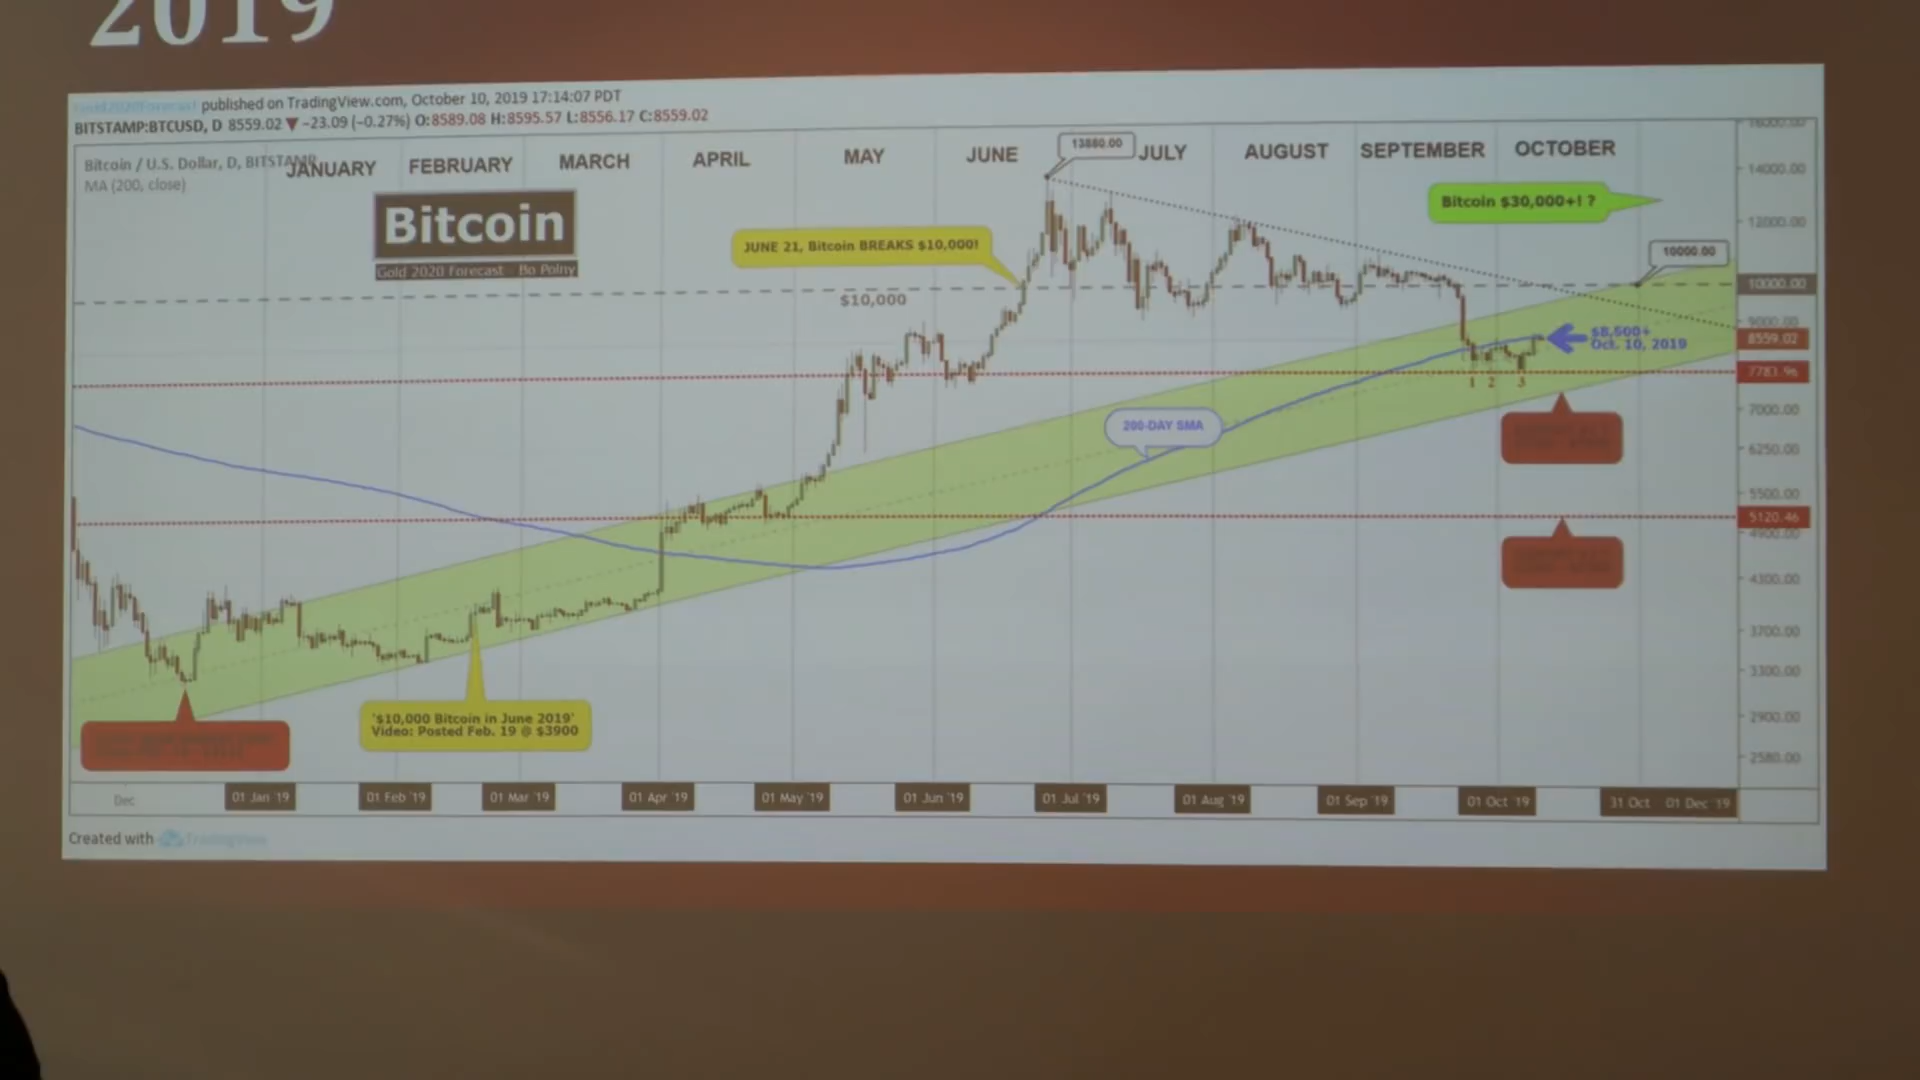 2019
Gold2020Forecast published on TradingView.com, October 10, 2019 17:14:07 PDT
BITSTAMP:BTCUSD, D 8559.02 ▼ −23.09 (−0.27%) O:8589.08 H:8595.57 L:8556.17 C:8559.02
Bitcoin / U.S. Dollar, D, BITSTAMP
MA (200, close)
JANUARY FEBRUARY MARCH APRIL MAY JUNE JULY AUGUST SEPTEMBER OCTOBER
13880.00
Bitcoin
Gold 2020 Forecast - Bo Polny
JUNE 21, Bitcoin BREAKS $10,000!
Bitcoin $30,000+! ?
10000.00
$10,000
$8,500+
Oct. 10, 2019
1 2 3
200-DAY SMA
'$10,000 Bitcoin in June 2019'
Video: Posted Feb. 19 @ $3900
16000.00
14000.00
12000.00
10000.00
9000.00
8559.02
7783.96
7000.00
6250.00
5500.00
5120.46
4900.00
4300.00
3700.00
3300.00
2900.00
2580.00
Dec 01 Jan '19 01 Feb '19 01 Mar '19 01 Apr '19 01 May '19 01 Jun '19 01 Jul '19 01 Aug '19 01 Sep '19 01 Oct '19 31 Oct 01 Dec '19
Created with TradingView